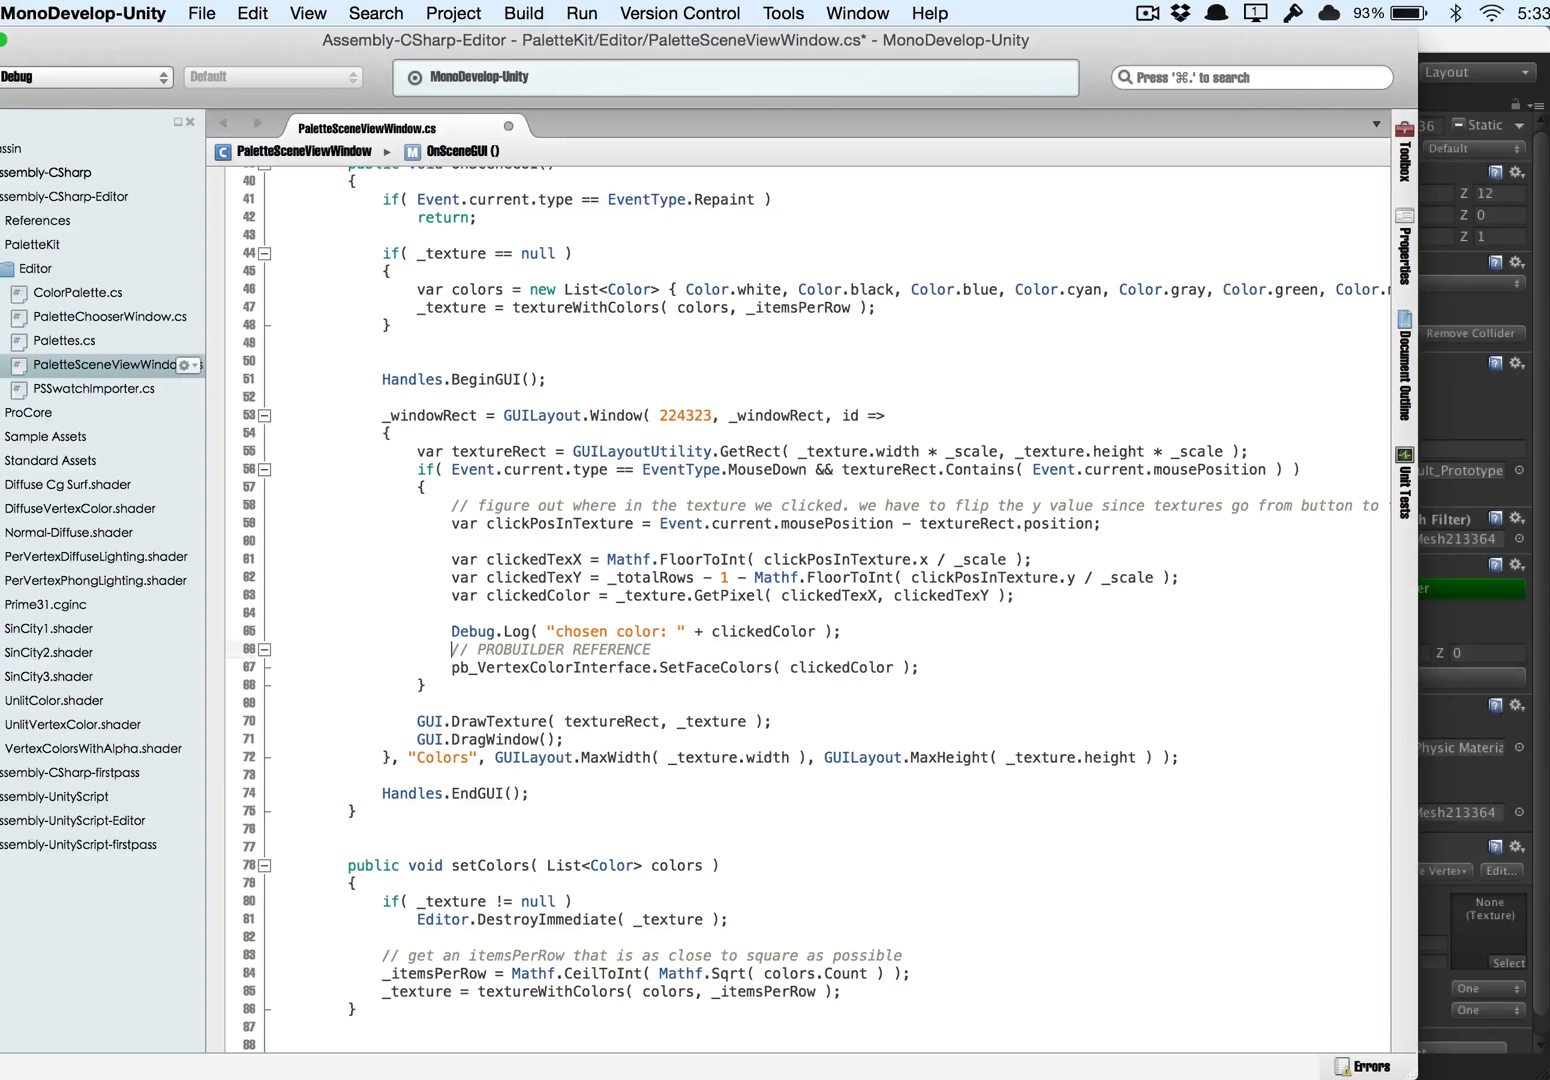 MonoDevelop-Unity File Edit View Search Project Build Run Version Control Tools Window Help 1 93% 5:33
Assembly-CSharp-Editor - PaletteKit/Editor/PaletteSceneViewWindow.cs* - MonoDevelop-Unity
Debug Default MonoDevelop-Unity Press '⌘.' to search
PaletteSceneViewWindow.cs
PaletteSceneViewWindow ▸ OnSceneGUI ()
assin
ssembly-CSharp
ssembly-CSharp-Editor
References
PaletteKit
Editor
ColorPalette.cs
PaletteChooserWindow.cs
Palettes.cs
PaletteSceneViewWindo
PSSwatchImporter.cs
ProCore
Sample Assets
Standard Assets
Diffuse Cg Surf.shader
DiffuseVertexColor.shader
Normal-Diffuse.shader
PerVertexDiffuseLighting.shader
PerVertexPhongLighting.shader
Prime31.cginc
SinCity1.shader
SinCity2.shader
SinCity3.shader
UnlitColor.shader
UnlitVertexColor.shader
VertexColorsWithAlpha.shader
ssembly-CSharp-firstpass
ssembly-UnityScript
ssembly-UnityScript-Editor
ssembly-UnityScript-firstpass
public void OnSceneGUI()
40 {
41 if( Event.current.type == EventType.Repaint )
42 return;
43
44 if( _texture == null )
45 {
46 var colors = new List<Color> { Color.white, Color.black, Color.blue, Color.cyan, Color.gray, Color.green, Color.m
47 _texture = textureWithColors( colors, _itemsPerRow );
48 }
49
50
51 Handles.BeginGUI();
52
53 _windowRect = GUILayout.Window( 224323, _windowRect, id =>
54 {
55 var textureRect = GUILayoutUtility.GetRect( _texture.width * _scale, _texture.height * _scale );
56 if( Event.current.type == EventType.MouseDown && textureRect.Contains( Event.current.mousePosition ) )
57 {
58 // figure out where in the texture we clicked. we have to flip the y value since textures go from button to t
59 var clickPosInTexture = Event.current.mousePosition - textureRect.position;
60
61 var clickedTexX = Mathf.FloorToInt( clickPosInTexture.x / _scale );
62 var clickedTexY = _totalRows - 1 - Mathf.FloorToInt( clickPosInTexture.y / _scale );
63 var clickedColor = _texture.GetPixel( clickedTexX, clickedTexY );
64
65 Debug.Log( "chosen color: " + clickedColor );
66 // PROBUILDER REFERENCE
67 pb_VertexColorInterface.SetFaceColors( clickedColor );
68 }
69
70 GUI.DrawTexture( textureRect, _texture );
71 GUI.DragWindow();
72 }, "Colors", GUILayout.MaxWidth( _texture.width ), GUILayout.MaxHeight( _texture.height ) );
73
74 Handles.EndGUI();
75 }
76
77
78 public void setColors( List<Color> colors )
79 {
80 if( _texture != null )
81 Editor.DestroyImmediate( _texture );
82
83 // get an itemsPerRow that is as close to square as possible
84 _itemsPerRow = Mathf.CeilToInt( Mathf.Sqrt( colors.Count ) );
85 _texture = textureWithColors( colors, _itemsPerRow );
86 }
87
88
Toolbox
Properties
Document Outline
Unit Tests
Errors
Layout
36 Static
Default
Z 12
Z 0
Z 1
Remove Collider
ult_Prototype
h Filter)
Mesh213364
er
Z 0
Physic Materia
Mesh213364
e Vertex Edit...
None
(Texture)
Select
One
One